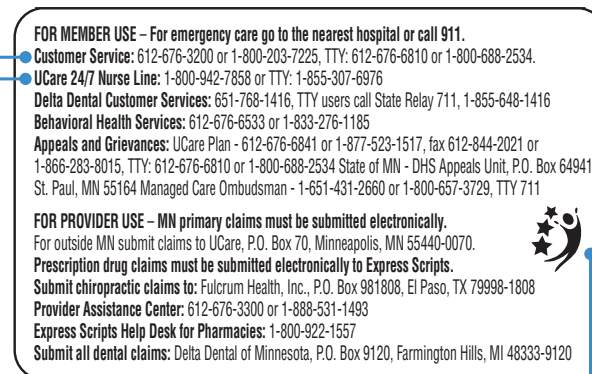 FOR MEMBER USE – For emergency care go to the nearest hospital or call 911.
Customer Service: 612-676-3200 or 1-800-203-7225, TTY: 612-676-6810 or 1-800-688-2534.
UCare 24/7 Nurse Line: 1-800-942-7858 or TTY: 1-855-307-6976
Delta Dental Customer Services: 651-768-1416, TTY users call State Relay 711, 1-855-648-1416
Behavioral Health Services: 612-676-6533 or 1-833-276-1185
Appeals and Grievances: UCare Plan - 612-676-6841 or 1-877-523-1517, fax 612-844-2021 or
1-866-283-8015, TTY: 612-676-6810 or 1-800-688-2534 State of MN - DHS Appeals Unit, P.O. Box 64941
St. Paul, MN 55164 Managed Care Ombudsman - 1-651-431-2660 or 1-800-657-3729, TTY 711
FOR PROVIDER USE – MN primary claims must be submitted electronically.
For outside MN submit claims to UCare, P.O. Box 70, Minneapolis, MN 55440-0070.
Prescription drug claims must be submitted electronically to Express Scripts.
Submit chiropractic claims to: Fulcrum Health, Inc., P.O. Box 981808, El Paso, TX 79998-1808
Provider Assistance Center: 612-676-3300 or 1-888-531-1493
Express Scripts Help Desk for Pharmacies: 1-800-922-1557
Submit all dental claims: Delta Dental of Minnesota, P.O. Box 9120, Farmington Hills, MI 48333-9120